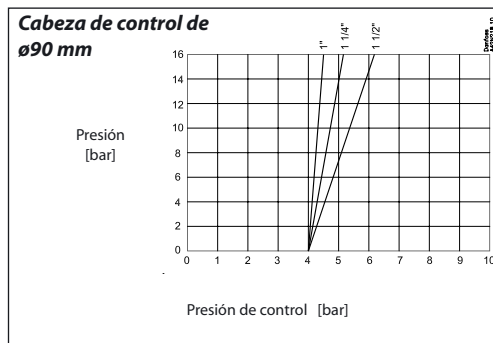 Cabeza de control de
ø90 mm
1"
1 1/4"
1 1/2"
Danfoss
16
14
12
10
8
6
4
2
0
Presión
[bar]
0 1 2 3 4 5 6 7 8 9 10
Presión de control [bar]